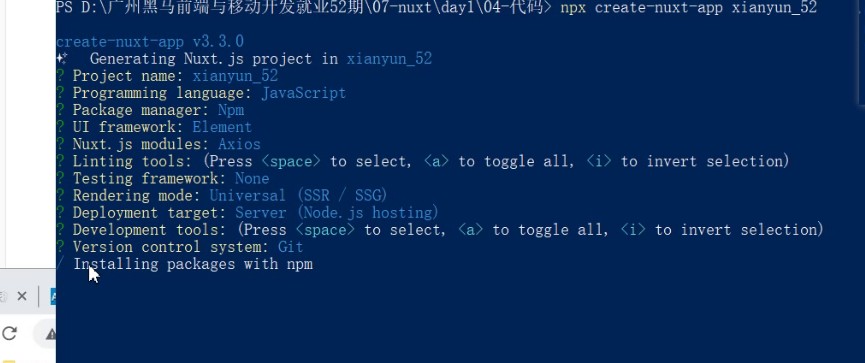 PS D:\广州黑马前端与移动开发就业52期\07-nuxt\day1\04-代码> npx create-nuxt-app xianyun_52
create-nuxt-app v3.3.0
Generating Nuxt.js project in xianyun_52
? Project name: xianyun_52
? Programming language: JavaScript
? Package manager: Npm
? UI framework: Element
? Nuxt.js modules: Axios
? Linting tools: (Press <space> to select, <a> to toggle all, <i> to invert selection)
? Testing framework: None
? Rendering mode: Universal (SSR / SSG)
? Deployment target: Server (Node.js hosting)
? Development tools: (Press <space> to select, <a> to toggle all, <i> to invert selection)
? Version control system: Git
/ Installing packages with npm